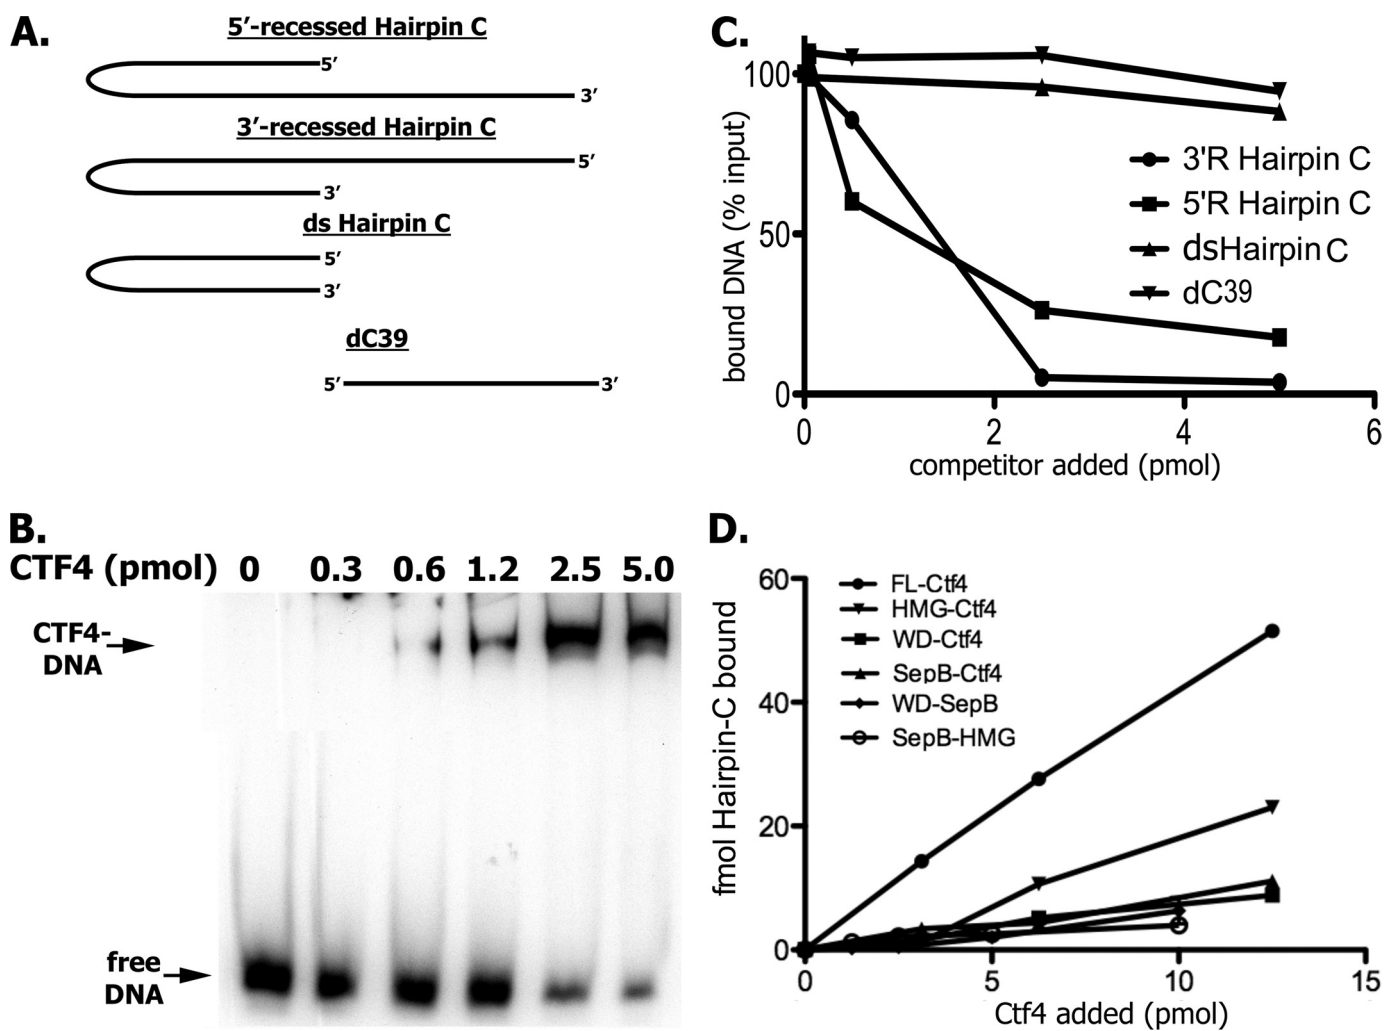 A.
5′-recessed Hairpin C
5′
3′
3′-recessed Hairpin C
5′
3′
ds Hairpin C
5′
3′
dC39
5′
3′
B.
CTF4 (pmol) 0 0.3 0.6 1.2 2.5 5.0
CTF4-
DNA
free
DNA
C.
bound DNA (% input)
100
50
0
0 2 4 6
competitor added (pmol)
3'R Hairpin C
5'R Hairpin C
dsHairpin C
dC39
D.
fmol Hairpin-C bound
60
40
20
0
0 5 10 15
Ctf4 added (pmol)
FL-Ctf4
HMG-Ctf4
WD-Ctf4
SepB-Ctf4
WD-SepB
SepB-HMG